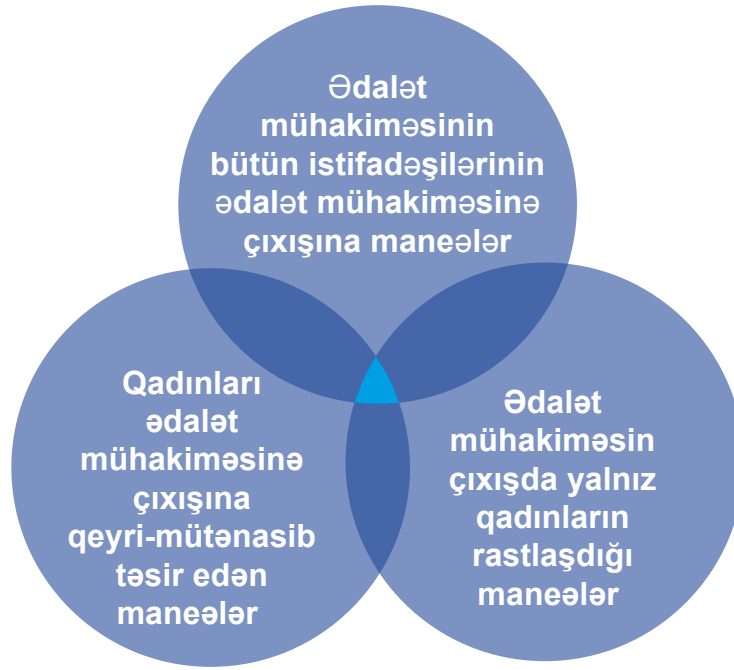 Ədalət
mühakiməsinin
bütün istifadəşilərinin
ədalət mühakiməsinə
çıxışına maneələr
Qadınları
ədalət
mühakiməsinə
çıxışına
qeyri-mütənasib
təsir edən
maneələr
Ədalət
mühakiməsin
çıxışda yalnız
qadınların
rastlaşdığı
maneələr